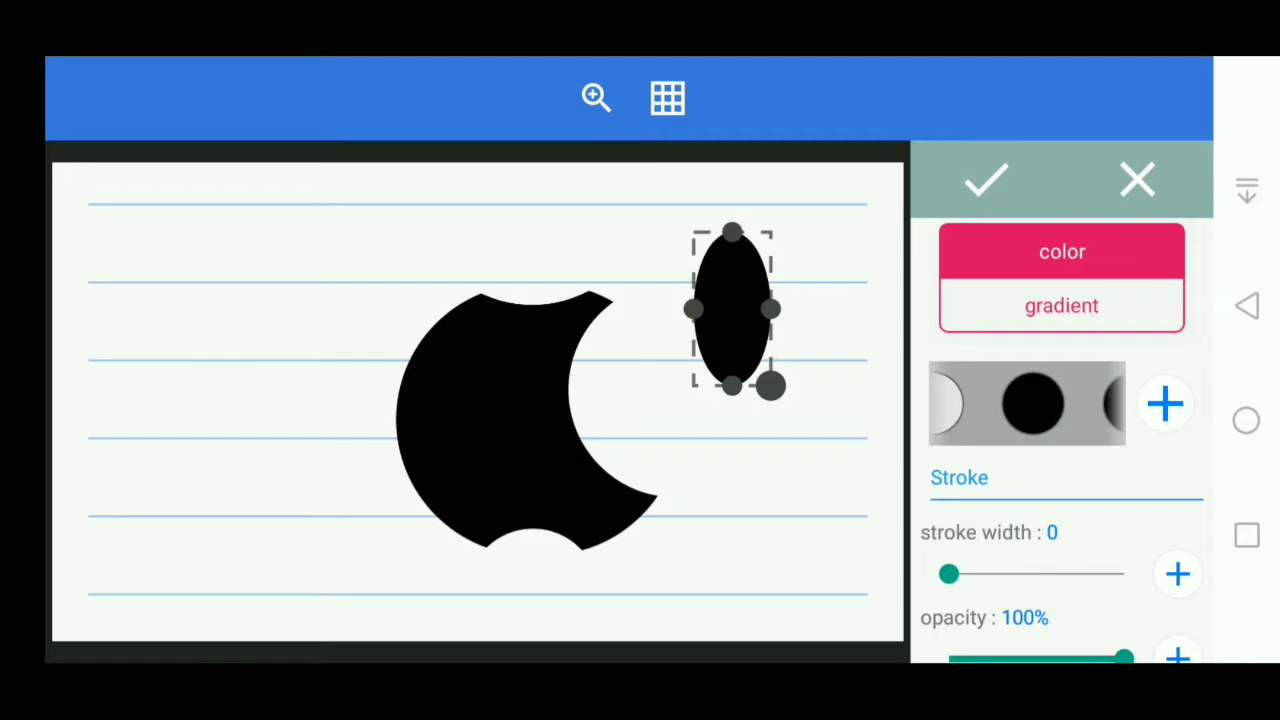 color
gradient
Stroke
stroke width : 0
opacity : 100%